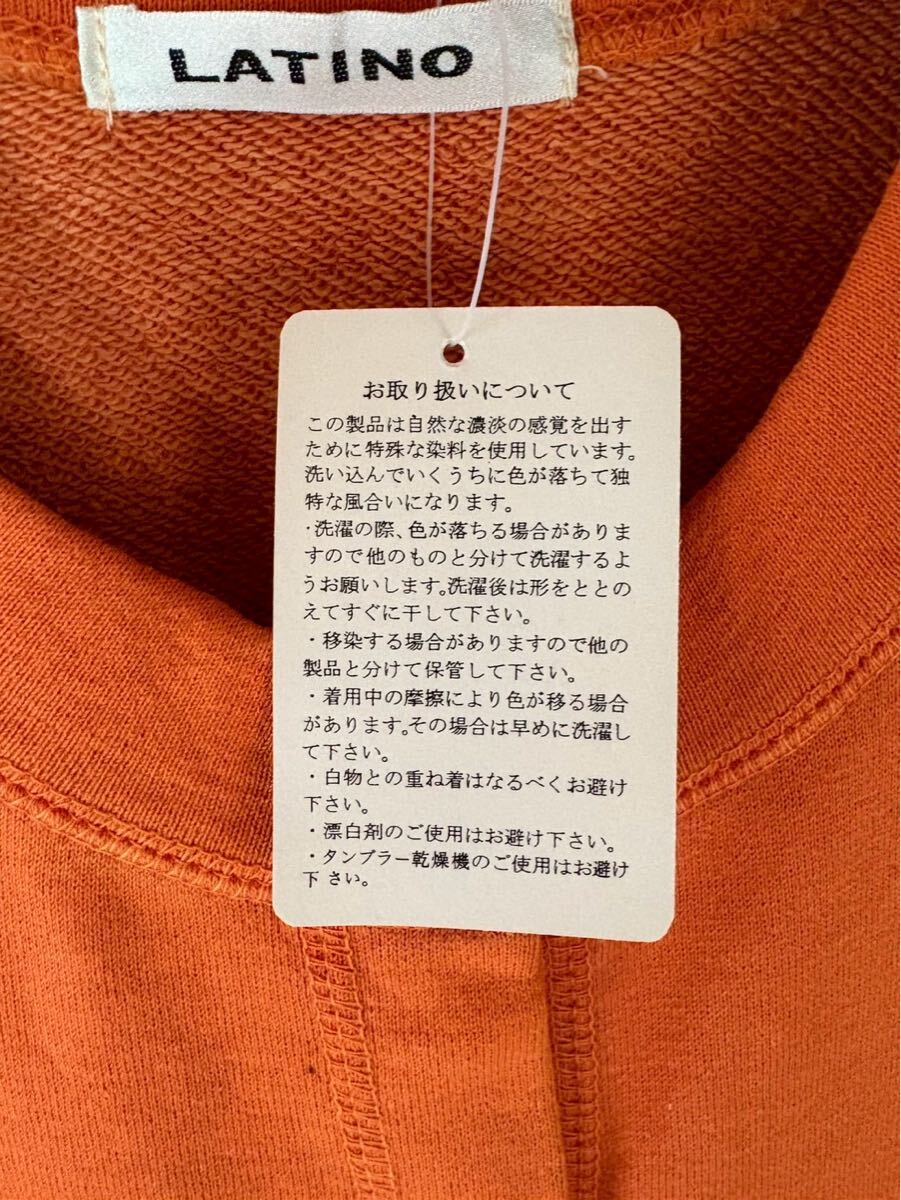 LATINO
お取り扱いについて
この製品は自然な濃淡の感覚を出す
ために特殊な染料を使用しています。
洗い込んでいくうちに色が落ちて独
特な風合いになります。
・洗濯の際、色が落ちる場合がありま
すので他のものと分けて洗濯するよ
うお願いします。洗濯後は形をととの
えてすぐに干して下さい。
・移染する場合がありますので他の
製品と分けて保管して下さい。
・着用中の摩擦により色が移る場合
があります。その場合は早めに洗濯し
て下さい。
・白物との重ね着はなるべくお避け
下さい。
・漂白剤のご使用はお避け下さい。
・タンブラー乾燥機のご使用はお避け
下さい。